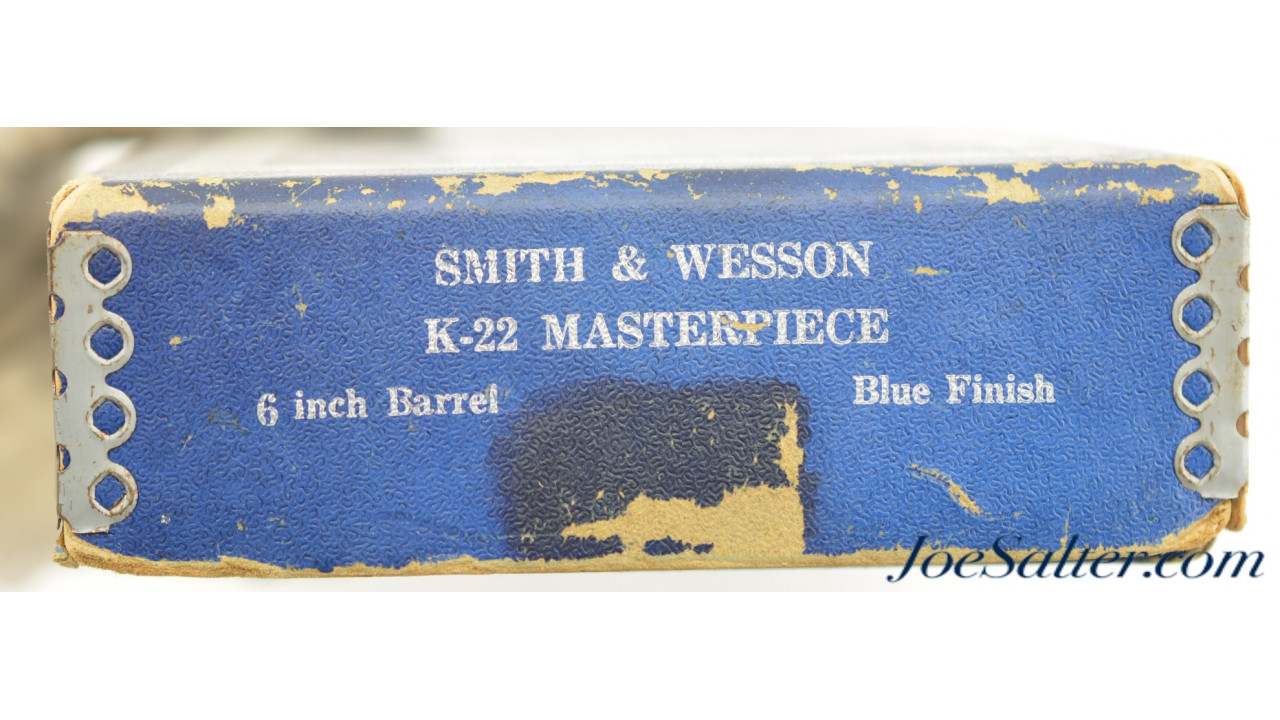 SMITH & WESSON
K-22 MASTERPIECE
6 inch Barrel
Blue Finish
JoeSalter.com